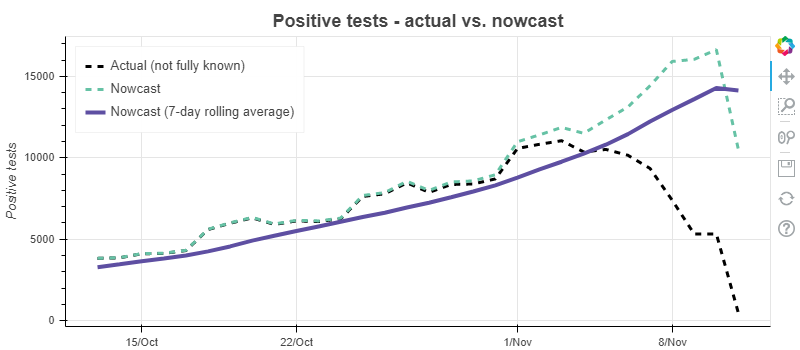 Positive tests - actual vs. nowcast
Actual (not fully known)
Nowcast
Nowcast (7-day rolling average)
Positive tests
15000
10000
5000
0
15/Oct
22/Oct
1/Nov
8/Nov